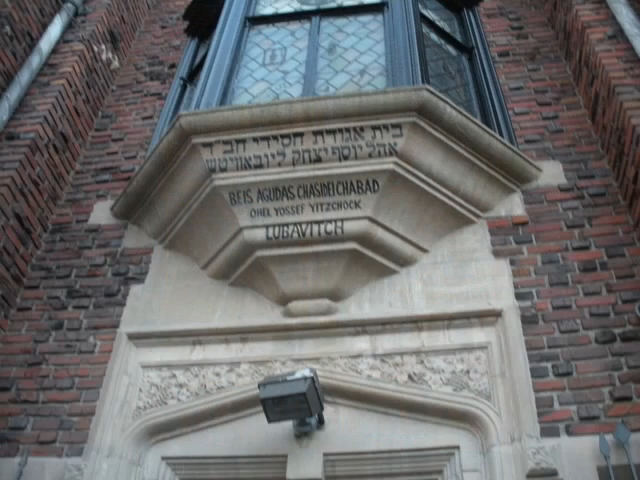 בית אגודת חסידי חב"ד
אהל יוסף יצחק ליובאוויטש
BEIS AGUDAS CHASIDEI CHABAD
OHEL YOSSEF YITZCHOCK
LUBAVITCH